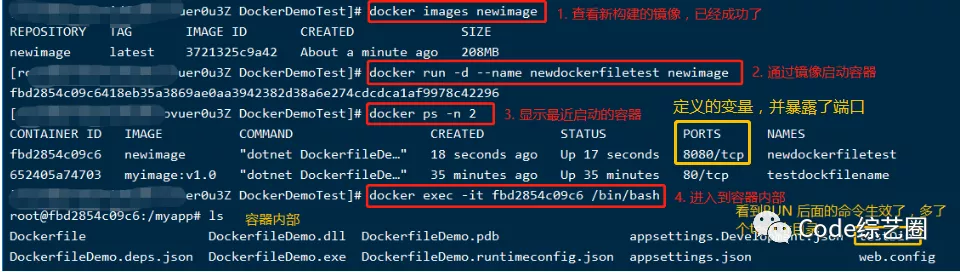 DockerDemoTest]# docker images newimage 1. 查看新构建的镜像，已经成功了
REPOSITORY TAG IMAGE ID CREATED SIZE
newimage latest 3721325c9a42 About a minute ago 208MB
uer0u3Z DockerDemoTest]# docker run -d --name newdockerfiletest newimage 2. 通过镜像启动容器
fbd2854c09c6418eb35a3869ae0aa3942382d38a6e274cdcdca1af9978c42296
ovuer0u3Z DockerDemoTest]# docker ps -n 2 3. 显示最近启动的容器 定义的变量，并暴露了端口
CONTAINER ID IMAGE COMMAND CREATED STATUS PORTS NAMES
fbd2854c09c6 newimage "dotnet DockerfileDe…" 18 seconds ago Up 17 seconds 8080/tcp newdockerfiletest
652405a74703 myimage:v1.0 "dotnet DockerfileDe…" 35 minutes ago Up 35 minutes 80/tcp testdockfilename
uer0u3Z DockerDemoTest]# docker exec -it fbd2854c09c6 /bin/bash 4. 进入到容器内部
root@fbd2854c09c6:/myapp# ls 容器内部
看到RUN 后面的命令生效了，多了
Code综艺圈
Dockerfile DockerfileDemo.dll DockerfileDemo.pdb appsettings.Development.json
DockerfileDemo.deps.json DockerfileDemo.exe DockerfileDemo.runtimeconfig.json appsettings.json web.config